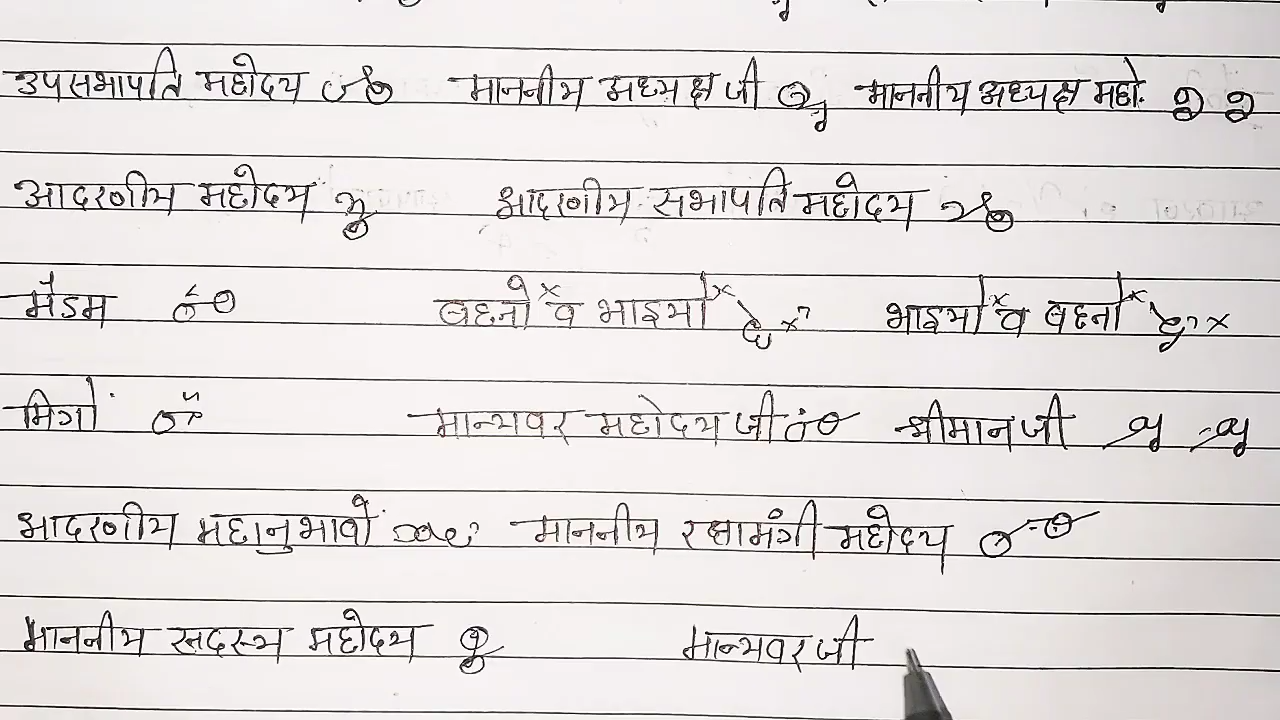 उपसभापति महोदय माननीय अध्यक्ष जी माननीय अध्यक्ष महो.
आदरणीय महोदय आदरणीय सभापति महोदय
मैडम बहनों व भाइयों भाइयों व बहनों
मित्रों मान्यवर महोदय जी श्रीमान जी
आदरणीय महानुभावों माननीय रक्षामंत्री महोदय
माननीय सदस्य महोदय मान्यवर जी